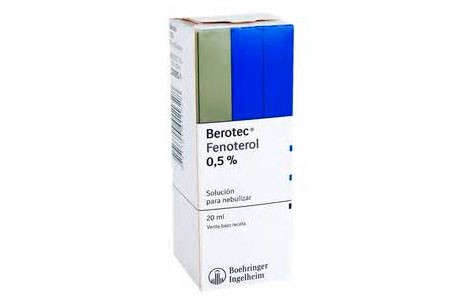 Berotec®
Fenoterol
0,5 %
Solución
para nebulizar
20 ml
Venta bajo receta
Boehringer
Ingelheim